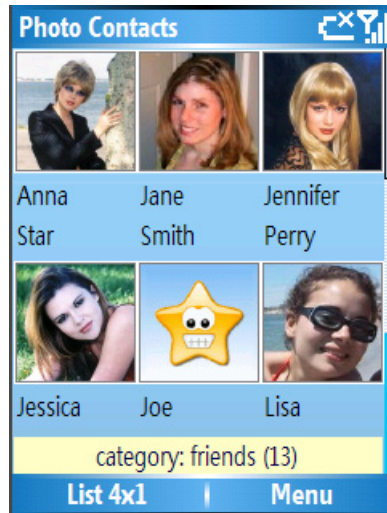 Photo Contacts
Anna Jane Jennifer
Star Smith Perry
Jessica Joe Lisa
category: friends (13)
List 4x1 Menu